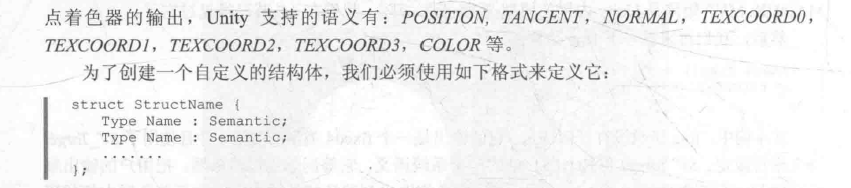 点着色器的输出，Unity 支持的语义有：POSITION, TANGENT，NORMAL，TEXCOORD0，
TEXCOORD1，TEXCOORD2，TEXCOORD3，COLOR 等。
为了创建一个自定义的结构体，我们必须使用如下格式来定义它：
struct StructName {
Type Name : Semantic;
Type Name : Semantic;
.......
};